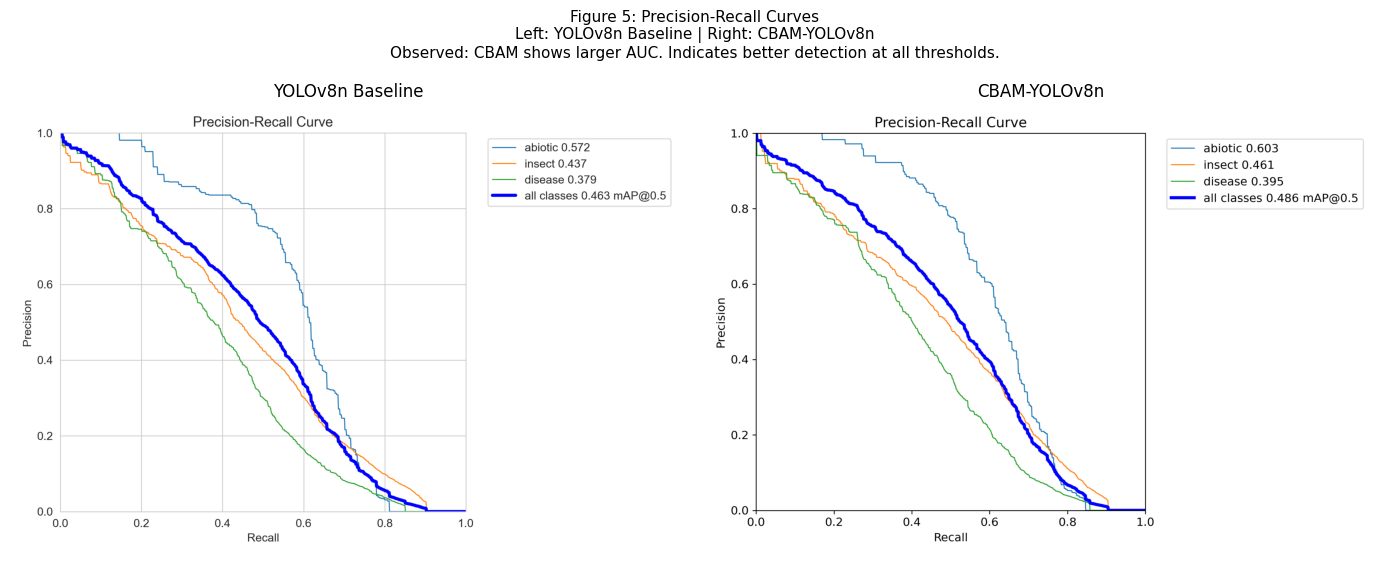 Figure 5: Precision-Recall Curves
Left: YOLOv8n Baseline | Right: CBAM-YOLOv8n
Observed: CBAM shows larger AUC. Indicates better detection at all thresholds.
YOLOv8n Baseline
Precision-Recall Curve
1.0
0.8
0.6
0.4
0.2
0.0
Precision
0.0 0.2 0.4 0.6 0.8 1.0
Recall
abiotic 0.572
insect 0.437
disease 0.379
all classes 0.463 mAP@0.5
CBAM-YOLOv8n
Precision-Recall Curve
1.0
0.8
0.6
0.4
0.2
0.0
Precision
0.0 0.2 0.4 0.6 0.8 1.0
Recall
abiotic 0.603
insect 0.461
disease 0.395
all classes 0.486 mAP@0.5